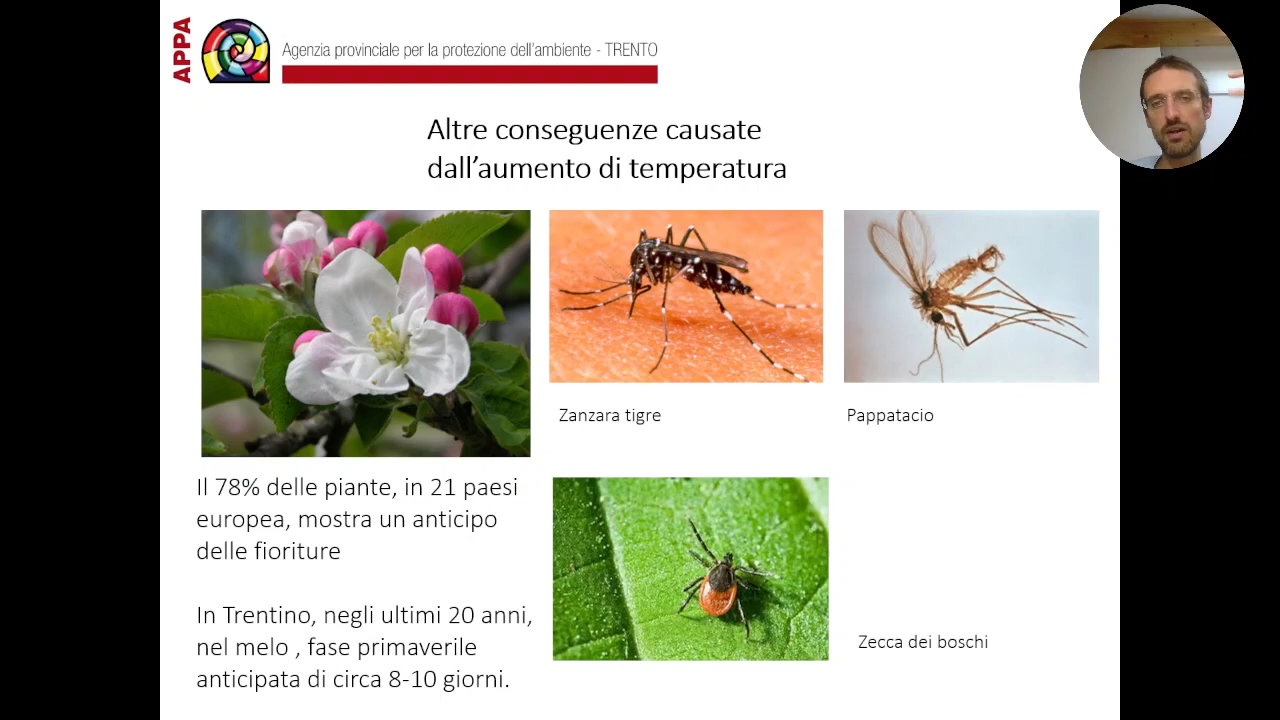 APPA
Agenzia provinciale per la protezione dell'ambiente - TRENTO
Altre conseguenze causate
dall'aumento di temperatura
Zanzara tigre
Pappatacio
Il 78% delle piante, in 21 paesi
europea, mostra un anticipo
delle fioriture
In Trentino, negli ultimi 20 anni,
nel melo , fase primaverile
anticipata di circa 8-10 giorni.
Zecca dei boschi